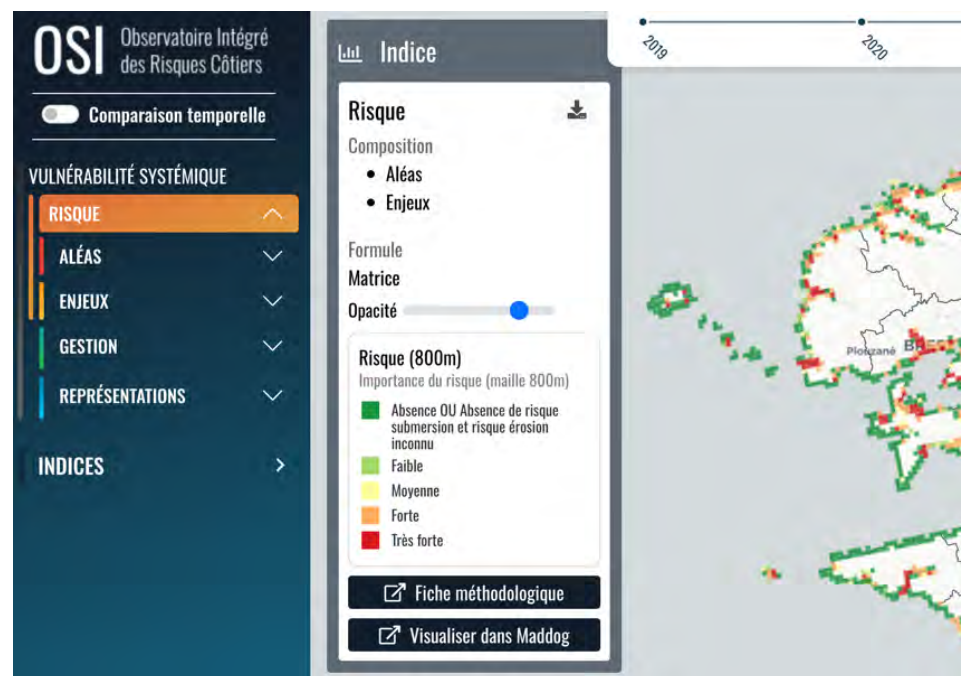 OSI
Observatoire Intégré
des Risques Côtiers
Comparaison temporelle
VULNÉRABILITÉ SYSTÉMIQUE
RISQUE
ALÉAS
ENJEUX
GESTION
REPRÉSENTATIONS
INDICES
Indice
Risque
Composition
• Aléas
• Enjeux
Formule
Matrice
Opacité
Risque (800m)
Importance du risque (maille 800m)
Absence OU Absence de risque
submersion et risque érosion
inconnu
Faible
Moyenne
Forte
Très forte
Fiche méthodologique
Visualiser dans Maddog
2019
2020
Plouzané